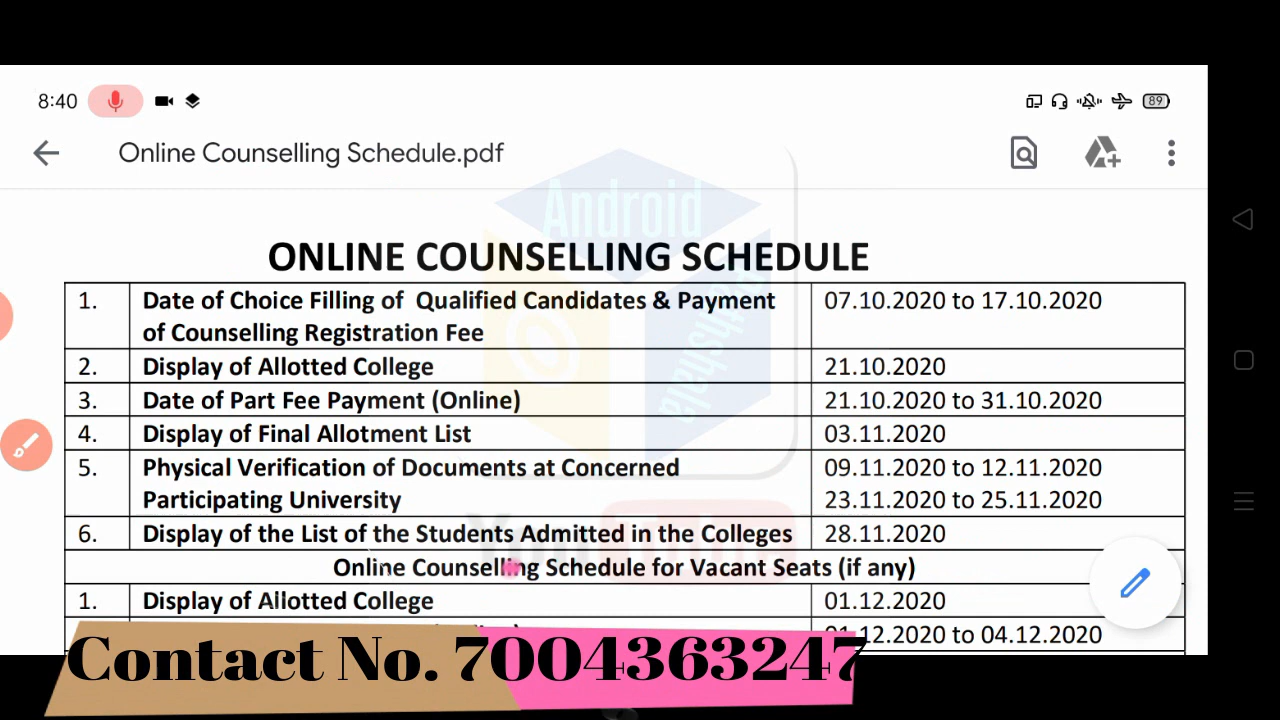 8:40
89
Online Counselling Schedule.pdf
Android
Pathshala
ONLINE COUNSELLING SCHEDULE
1. Date of Choice Filling of Qualified Candidates & Payment 07.10.2020 to 17.10.2020
of Counselling Registration Fee
2. Display of Allotted College 21.10.2020
3. Date of Part Fee Payment (Online) 21.10.2020 to 31.10.2020
4. Display of Final Allotment List 03.11.2020
5. Physical Verification of Documents at Concerned 09.11.2020 to 12.11.2020
Participating University 23.11.2020 to 25.11.2020
YouTube
6. Display of the List of the Students Admitted in the Colleges 28.11.2020
Online Counselling Schedule for Vacant Seats (if any)
1. Display of Allotted College 01.12.2020
01.12.2020 to 04.12.2020
Contact No. 7004363247